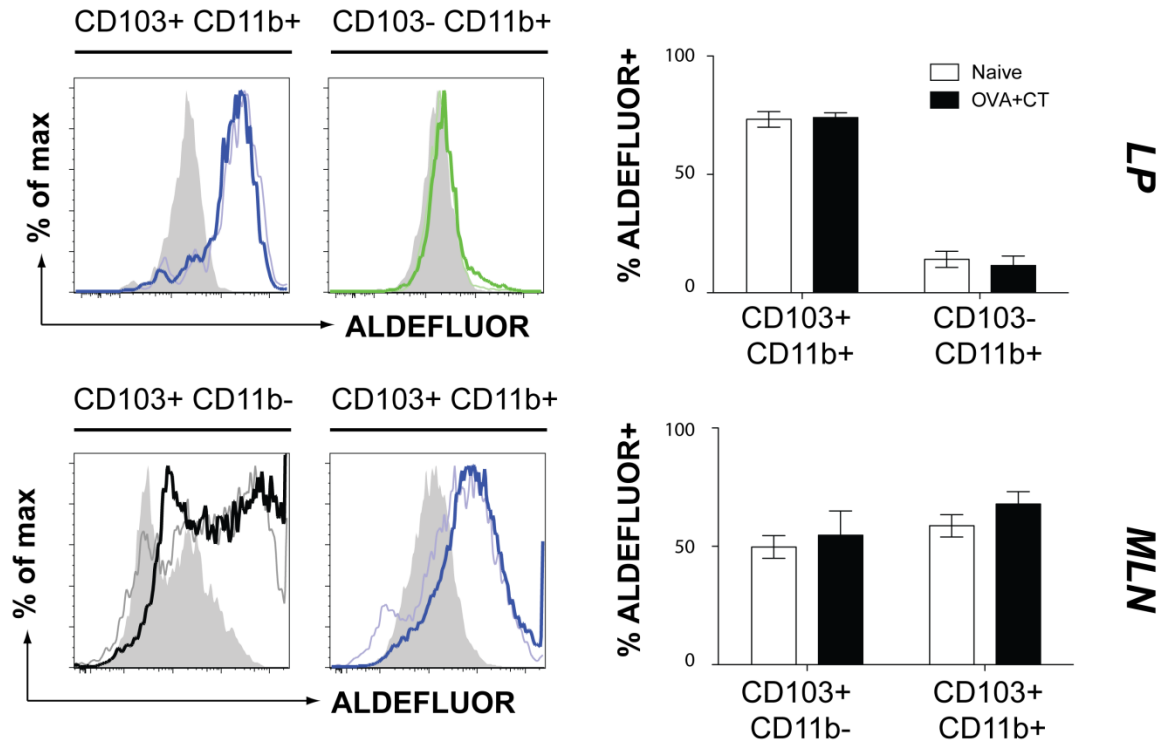 CD103+ CD11b+
CD103- CD11b+
% of max
ALDEFLUOR
% ALDEFLUOR+
100
50
0
Naive
OVA+CT
CD103+
CD11b+
CD103-
CD11b+
LP
CD103+ CD11b-
CD103+ CD11b+
% of max
ALDEFLUOR
% ALDEFLUOR+
100
50
0
CD103+
CD11b-
CD103+
CD11b+
MLN